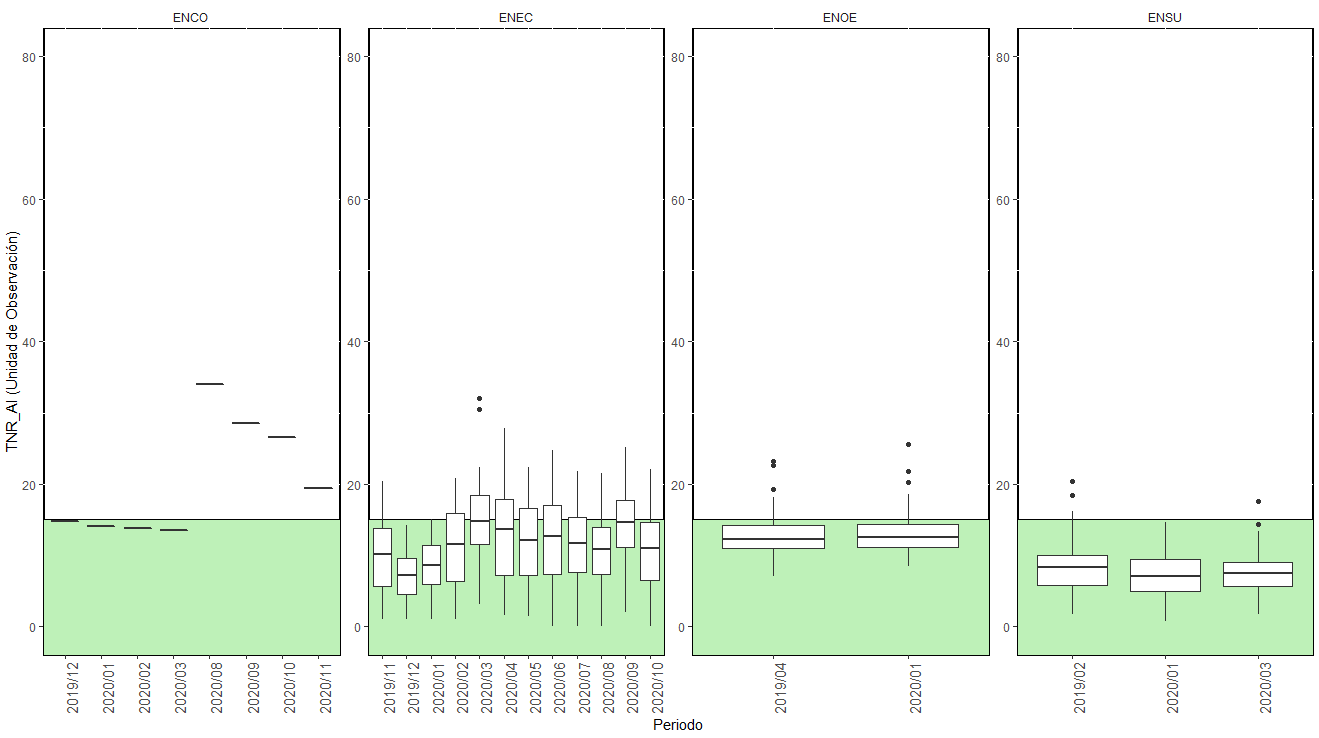 ENCO ENEC ENOE ENSU
TNR_AI (Unidad de Observación)
80 80 80 80
60 60 60 60
40 40 40 40
20 20 20 20
0 0 0 0
2019/12 2020/01 2020/02 2020/03 2020/08 2020/09 2020/10 2020/11 2019/11 2019/12 2020/01 2020/02 2020/03 2020/04 2020/05 2020/06 2020/07 2020/08 2020/09 2020/10 2019/04 2020/01 2019/02 2020/01 2020/03
Periodo